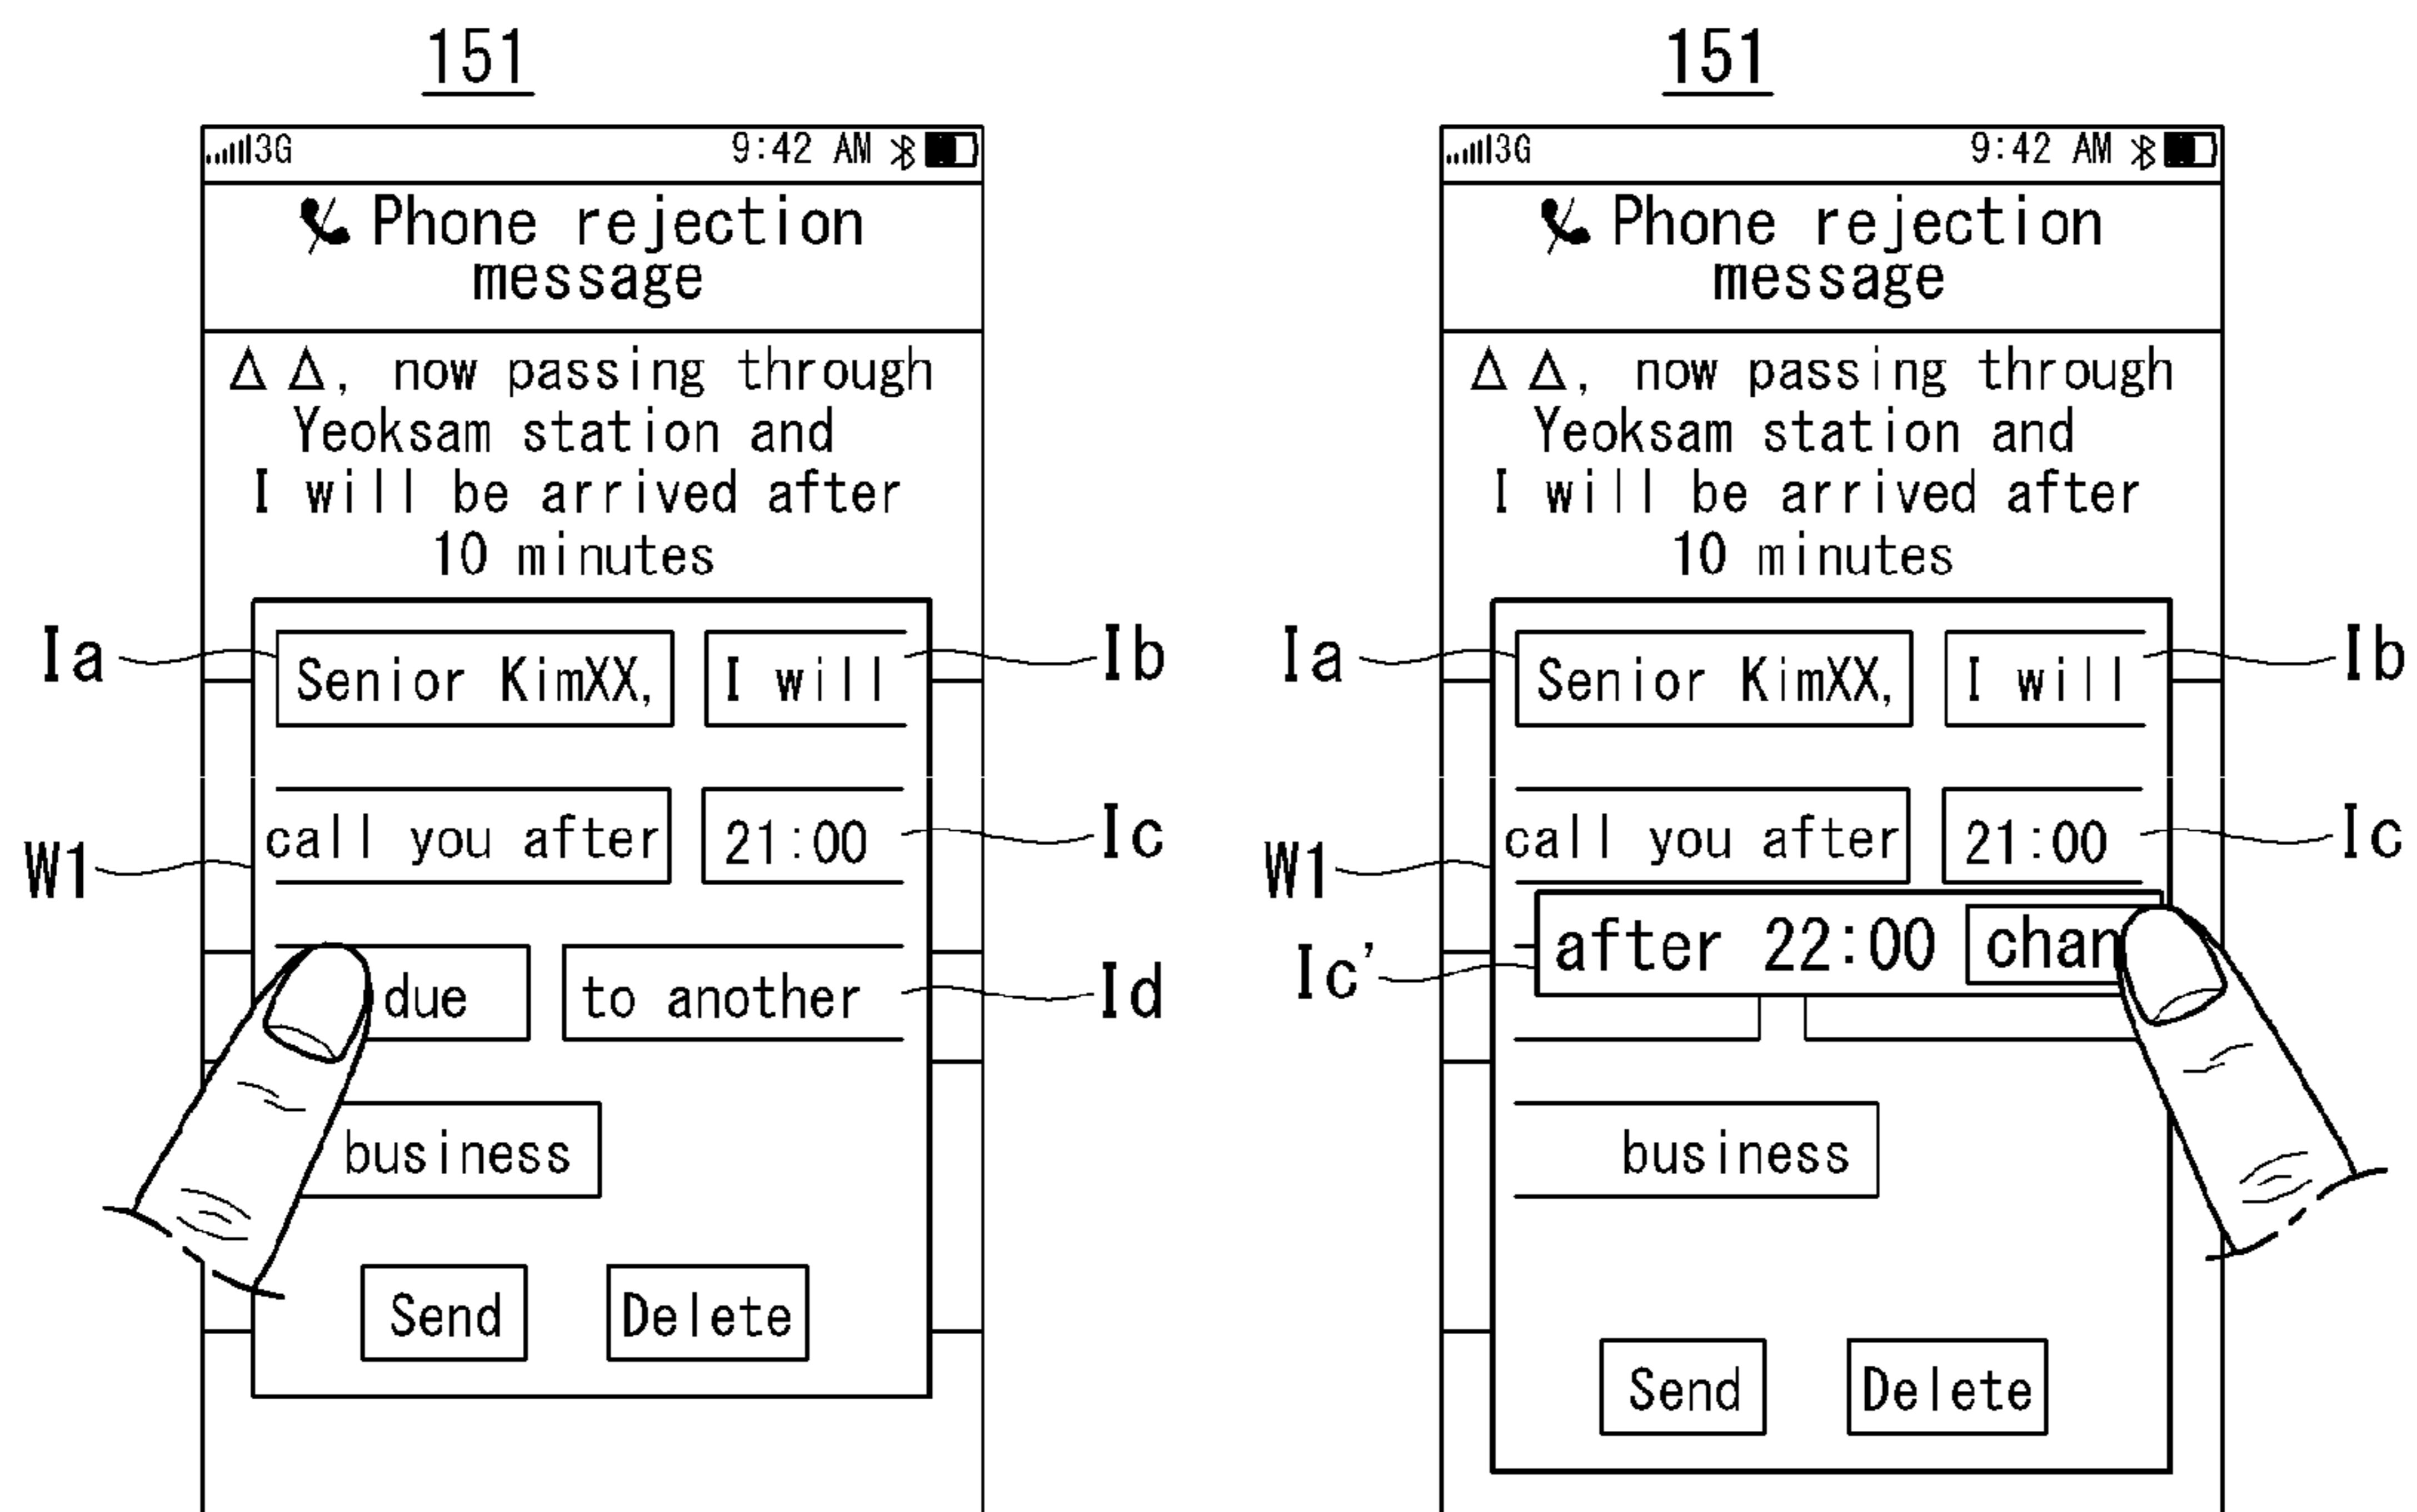 151
3G 9:42 AM
Phone rejection
message
Δ Δ, now passing through
Yeoksam station and
I will be arrived after
10 minutes
Ia Senior KimXX, I will Ib
call you after 21:00 Ic
W1
due to another Id
business
Send Delete
151
3G 9:42 AM
Phone rejection
message
Δ Δ, now passing through
Yeoksam station and
I will be arrived after
10 minutes
Ia Senior KimXX, I will Ib
call you after 21:00 Ic
W1
Ic' after 22:00 chan
business
Send Delete